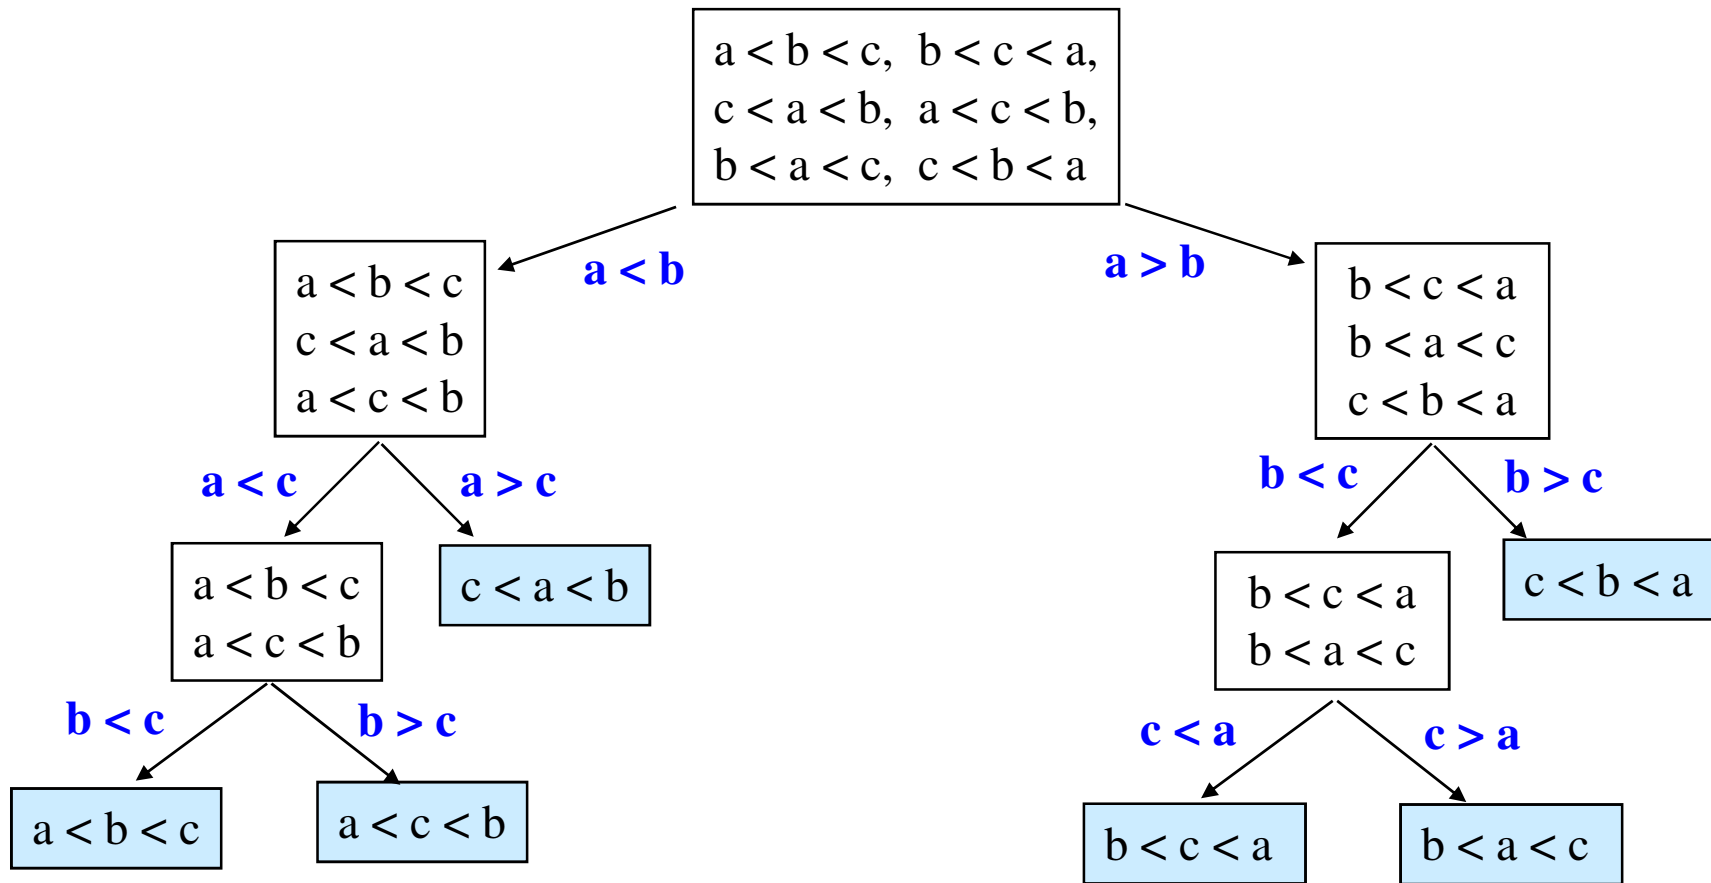 a < b < c,  b < c < a,
c < a < b,  a < c < b,
b < a < c,  c < b < a
a < b
a > b
a < b < c
c < a < b
a < c < b
b < c < a
b < a < c
c < b < a
a < c
a > c
b < c
b > c
a < b < c
a < c < b
c < a < b
b < c < a
b < a < c
c < b < a
b < c
b > c
c < a
c > a
a < b < c
a < c < b
b < c < a
b < a < c